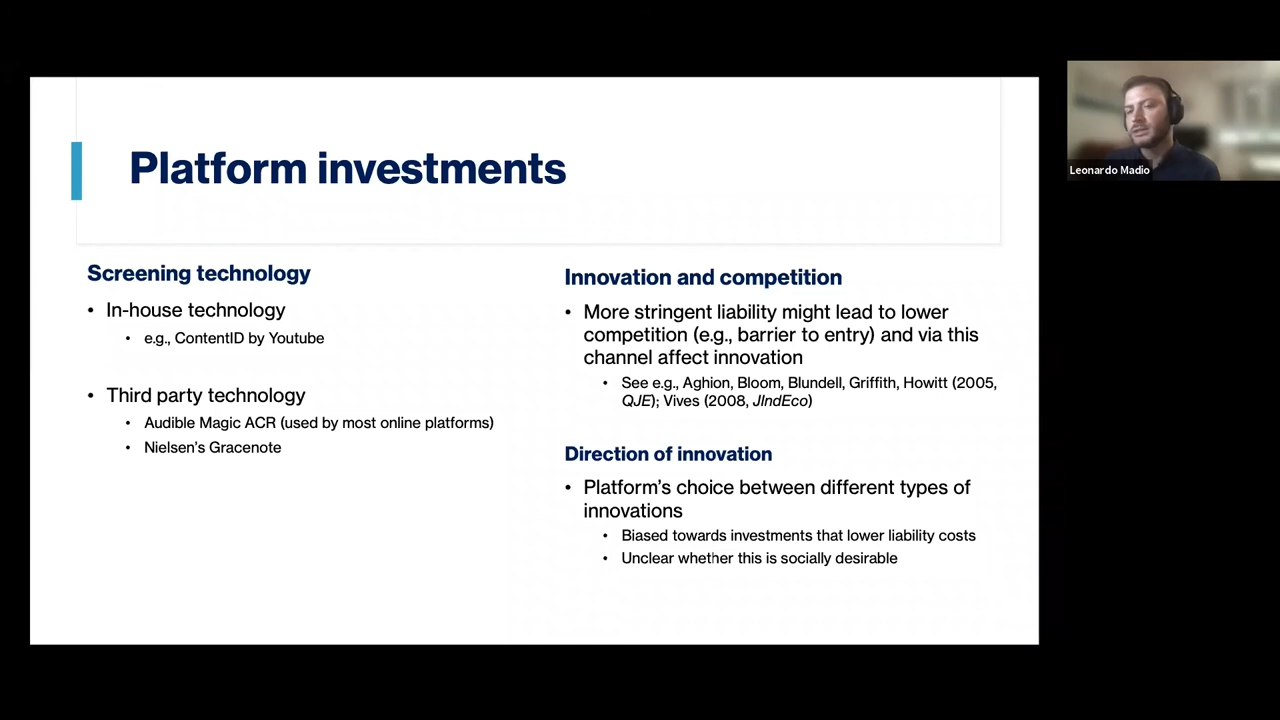 Platform investments
Screening technology
• In-house technology
• e.g., ContentID by Youtube
• Third party technology
• Audible Magic ACR (used by most online platforms)
• Nielsen's Gracenote
Innovation and competition
• More stringent liability might lead to lower
competition (e.g., barrier to entry) and via this
channel affect innovation
• See e.g., Aghion, Bloom, Blundell, Griffith, Howitt (2005,
QJE); Vives (2008, JIndEco)
Direction of innovation
• Platform's choice between different types of
innovations
• Biased towards investments that lower liability costs
• Unclear whether this is socially desirable
Leonardo Madio